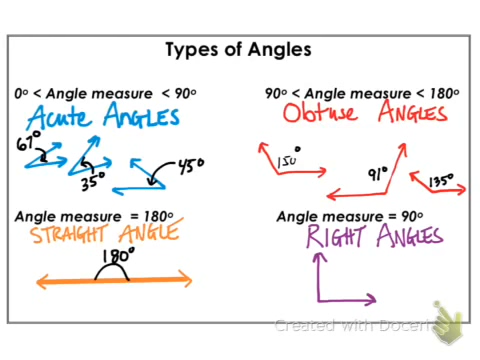 Types of Angles
0° < Angle measure < 90°
Acute ANGLES
67°
35°
45°
90° < Angle measure < 180°
Obtuse ANGLES
150°
91°
135°
Angle measure = 180°
STRAIGHT ANGLE
180°
Angle measure = 90°
RIGHT ANGLES
Created with Doceri